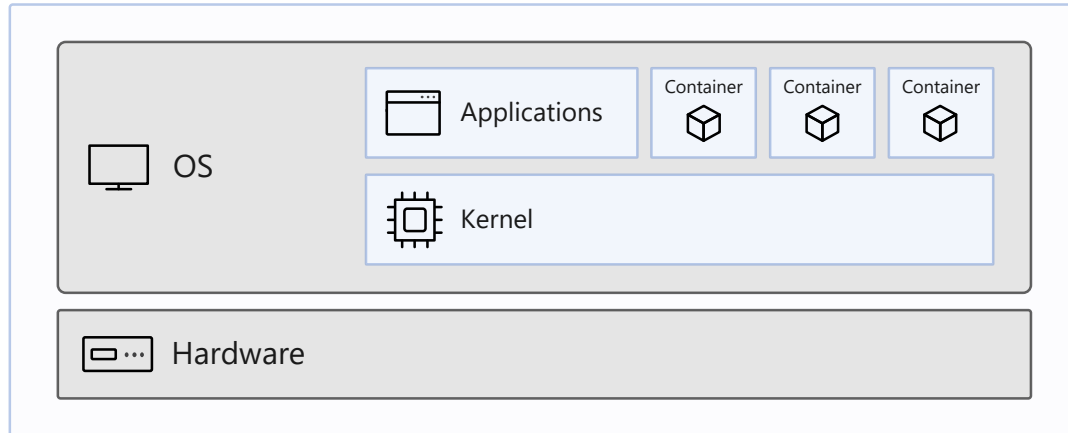 Applications
Container
Container
Container
OS
Kernel
Hardware